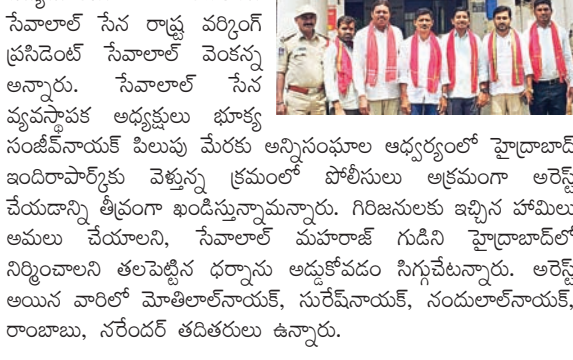 సేవాలాల్ సేన రాష్ట్ర వర్కింగ్
ప్రసిడెంట్ సేవాలాల్ వెంకన్న
అన్నారు. సేవాలాల్ సేన
వ్యవస్థాపక అధ్యక్షులు భూక్య
సంజీవ్‌నాయక్ పిలుపు మేరకు అన్నిసంఘాల ఆధ్వర్యంలో హైద్రాబాద్
ఇందిరాపార్క్‌కు వెళ్తున్న క్రమంలో పోలీసులు అక్రమంగా అరెస్ట్
చేయడాన్ని తీవ్రంగా ఖండిస్తున్నామన్నారు. గిరిజనులకు ఇచ్చిన హామీలు
అమలు చేయాలని, సేవాలాల్ మహరాజ్ గుడిని హైద్రాబాద్‌లో
నిర్మించాలని తలపెట్టిన ధర్నాను అడ్డుకోవడం సిగ్గుచేటన్నారు. అరెస్ట్
అయిన వారిలో మోతిలాల్‌నాయక్, సురేష్‌నాయక్, నందులాల్‌నాయక్,
రాంబాబు, నరేందర్ తదితరులు ఉన్నారు.